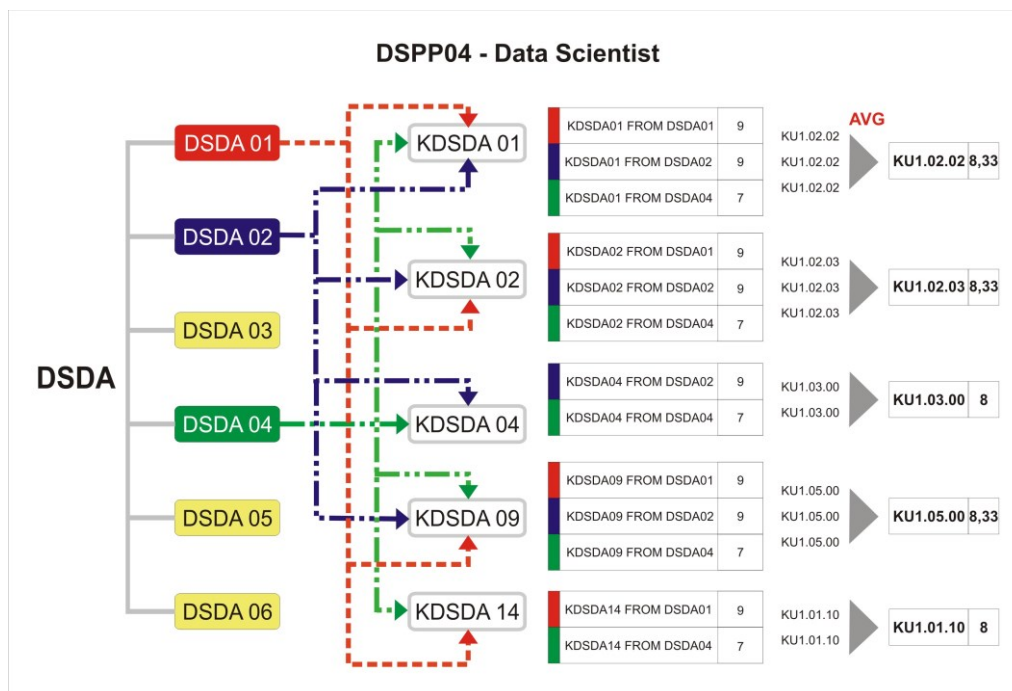 DSPP04 - Data Scientist
DSDA
DSDA 01
DSDA 02
DSDA 03
DSDA 04
DSDA 05
DSDA 06
KDSDA 01
KDSDA 02
KDSDA 04
KDSDA 09
KDSDA 14
AVG
KDSDA01 FROM DSDA01 9
KDSDA01 FROM DSDA02 9
KDSDA01 FROM DSDA04 7
KU1.02.02
KU1.02.02
KU1.02.02
KU1.02.02 8,33
KDSDA02 FROM DSDA01 9
KDSDA02 FROM DSDA02 9
KDSDA02 FROM DSDA04 7
KU1.02.03
KU1.02.03
KU1.02.03
KU1.02.03 8,33
KDSDA04 FROM DSDA02 9
KDSDA04 FROM DSDA04 7
KU1.03.00
KU1.03.00
KU1.03.00 8
KDSDA09 FROM DSDA01 9
KDSDA09 FROM DSDA02 9
KDSDA09 FROM DSDA04 7
KU1.05.00
KU1.05.00
KU1.05.00
KU1.05.00 8,33
KDSDA14 FROM DSDA01 9
KDSDA14 FROM DSDA04 7
KU1.01.10
KU1.01.10
KU1.01.10 8